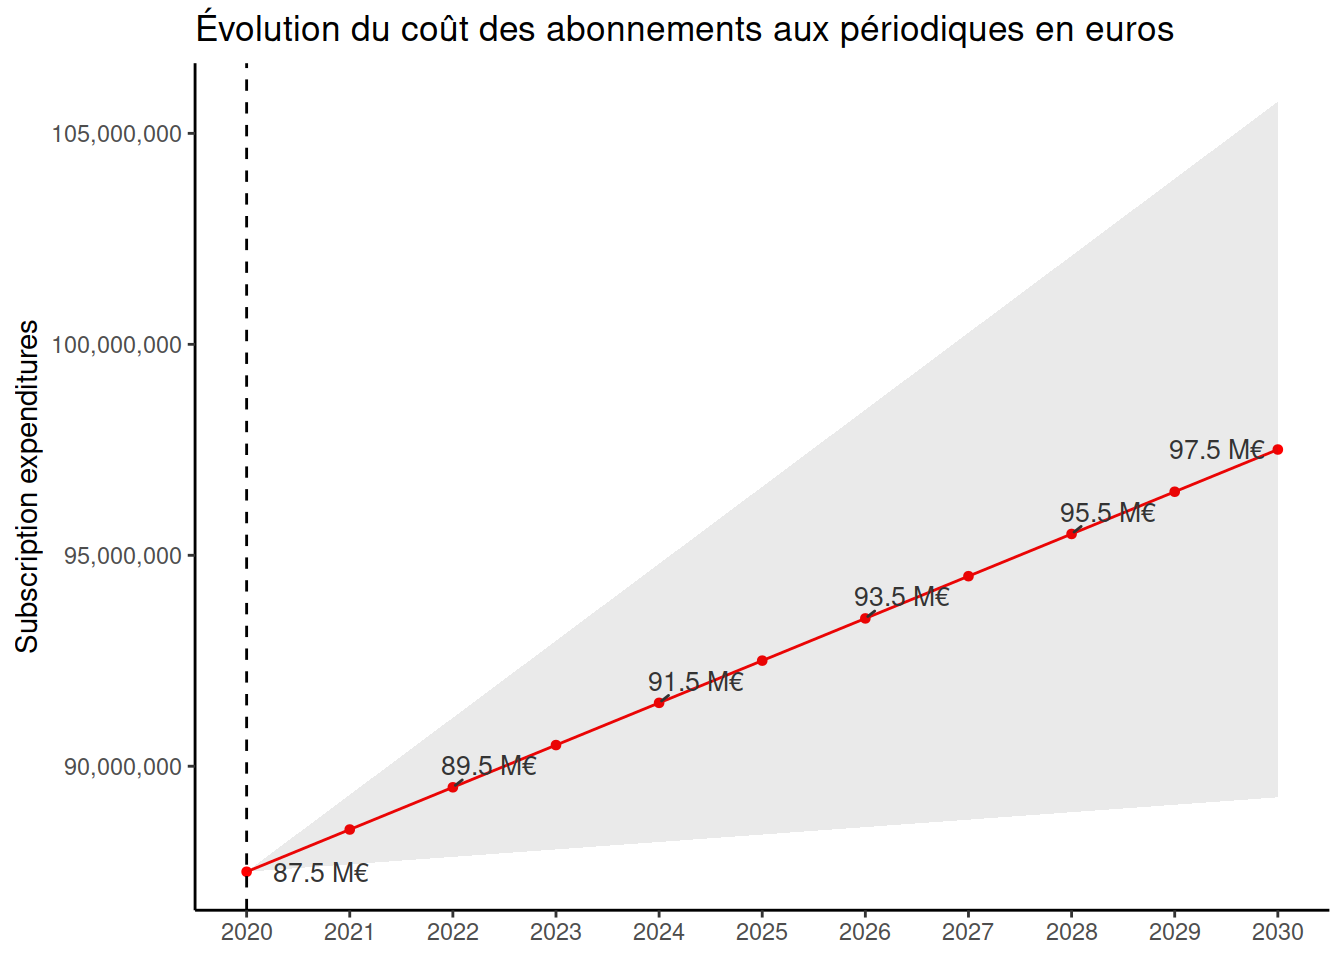 Évolution du coût des abonnements aux périodiques en euros
Subscription expenditures
105,000,000
100,000,000
95,000,000
90,000,000
97.5 M€
95.5 M€
93.5 M€
91.5 M€
89.5 M€
87.5 M€
2020 2021 2022 2023 2024 2025 2026 2027 2028 2029 2030